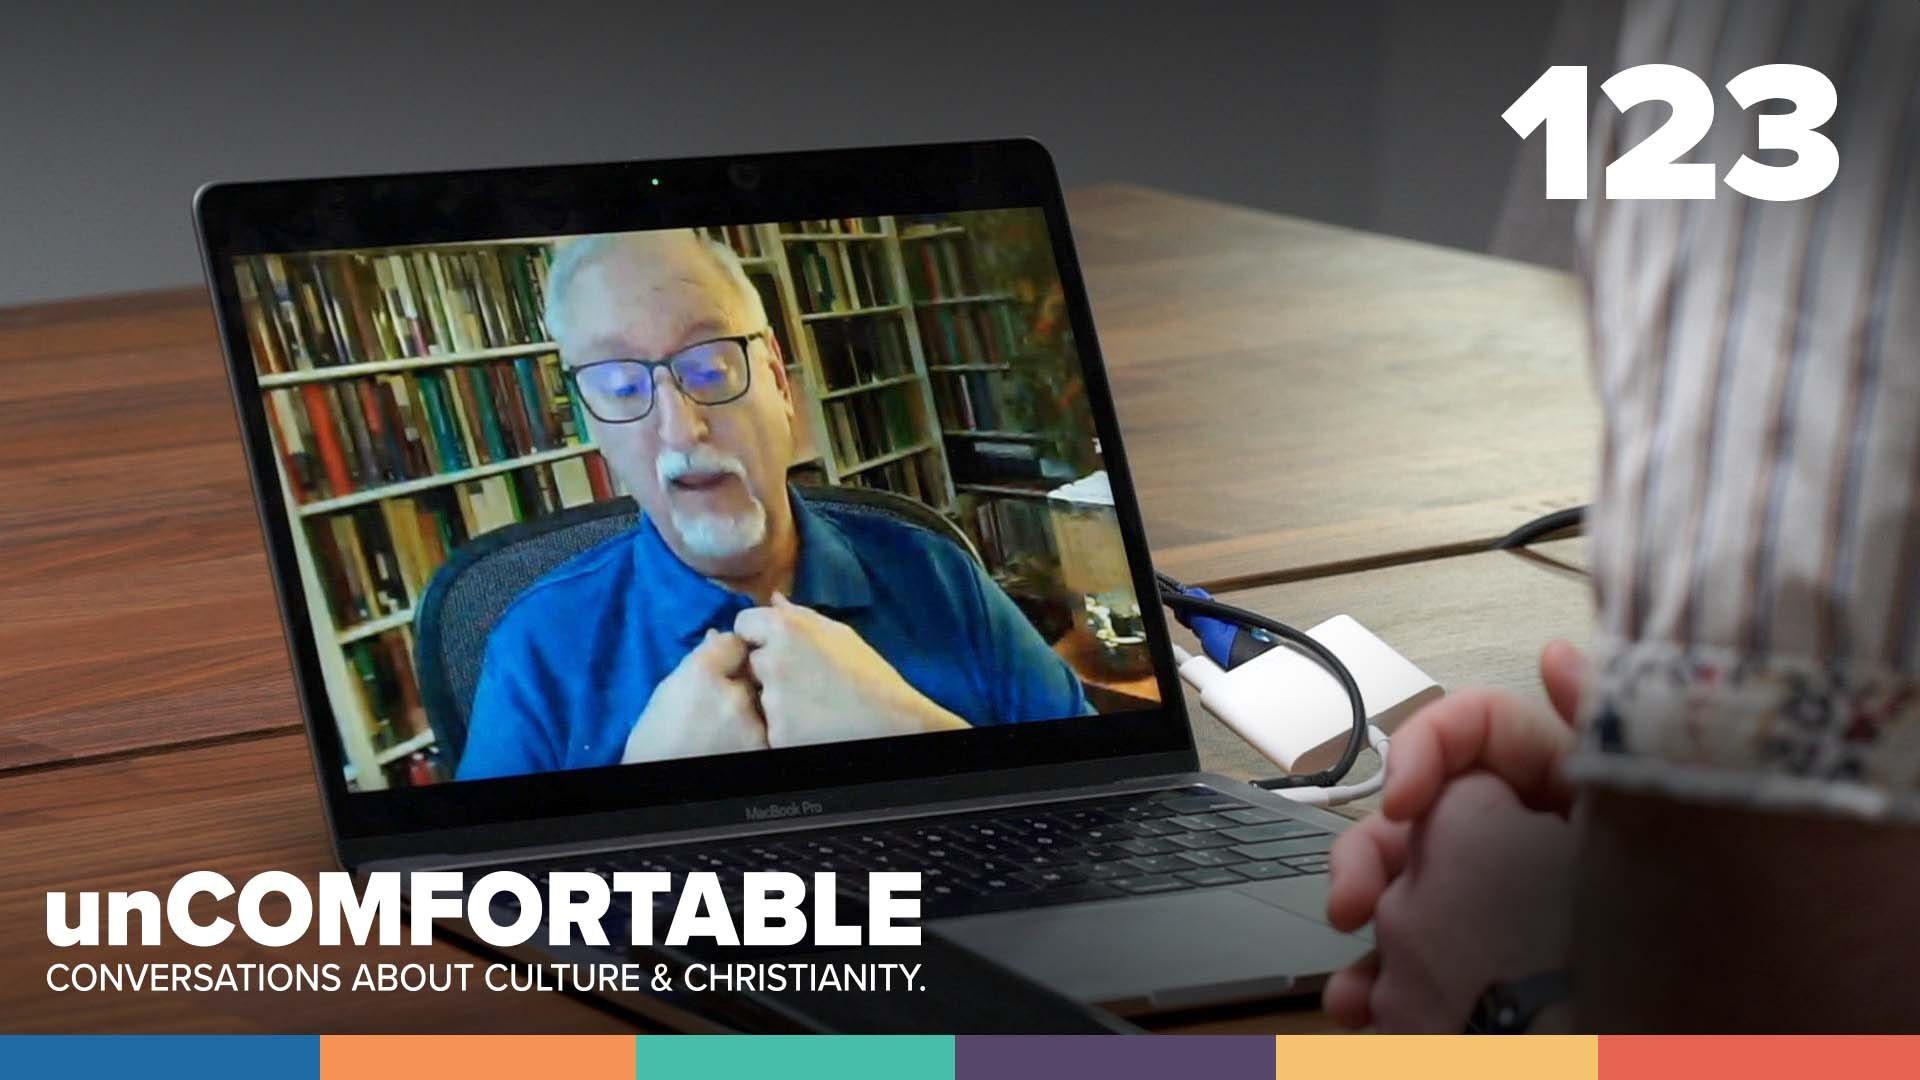 123
MacBook Pro
unCOMFORTABLE
CONVERSATIONS ABOUT CULTURE & CHRISTIANITY.